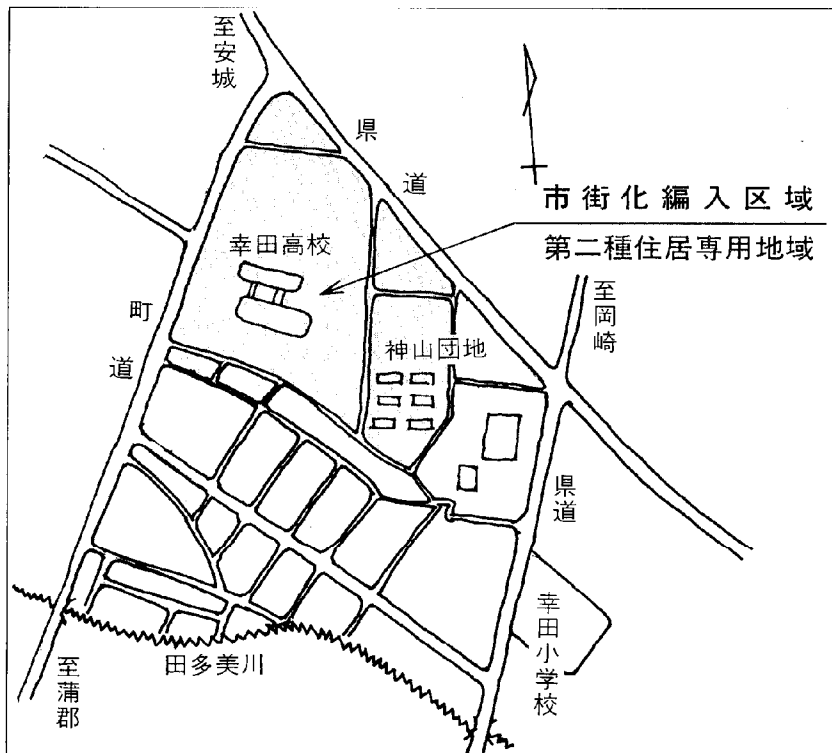 至安城
県道
市街化編入区域
第二種住居専用地域
幸田高校
至岡崎
町道
神山団地
県道
幸田小学校
田多美川
至蒲郡